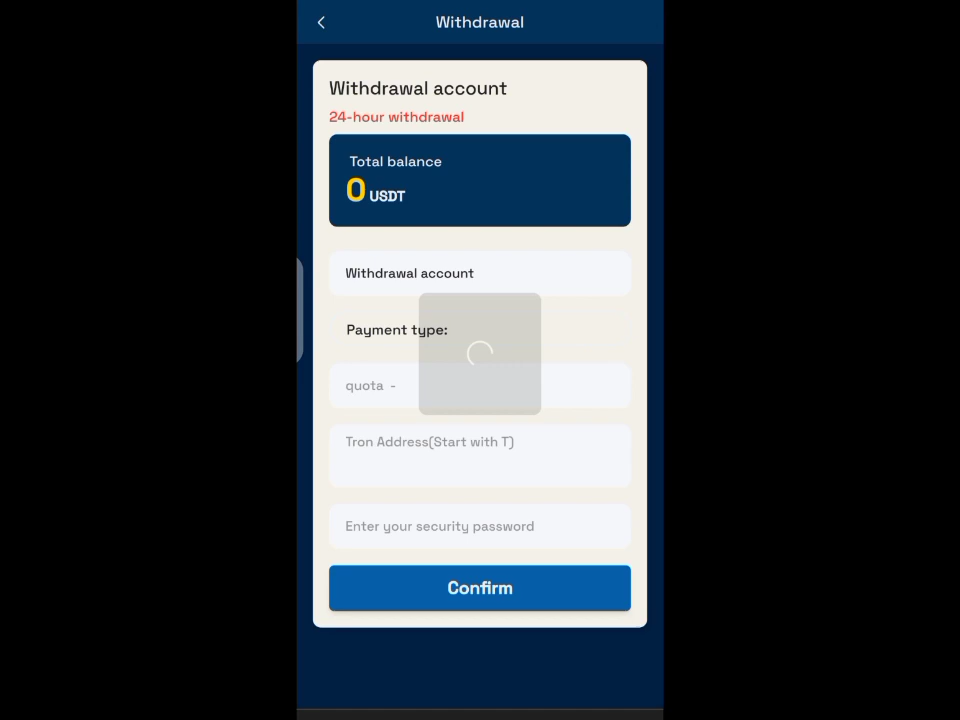 Withdrawal
Withdrawal account
24-hour withdrawal
Total balance
0 USDT
Withdrawal account
Payment type:
quota -
Tron Address(Start with T)
Enter your security password
Confirm